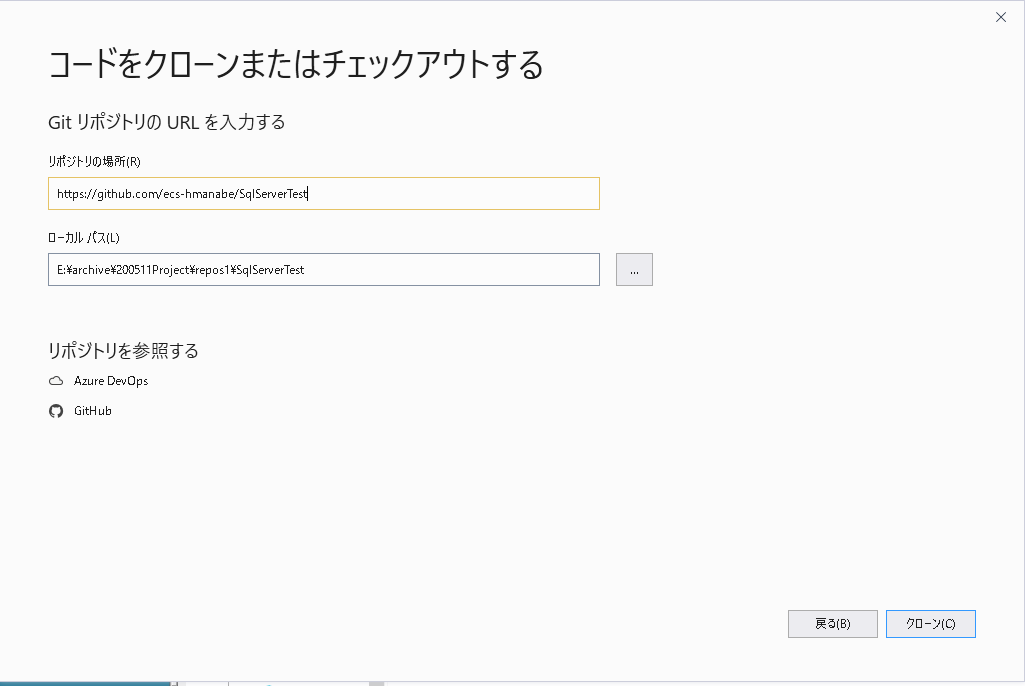 コードをクローンまたはチェックアウトする
Git リポジトリの URL を入力する
リポジトリの場所(R)
https://github.com/ecs-hmanabe/SqlServerTest
ローカル パス(L)
E:¥archive¥200511Project¥repos1¥SqlServerTest
...
リポジトリを参照する
Azure DevOps
GitHub
戻る(B)
クローン(C)